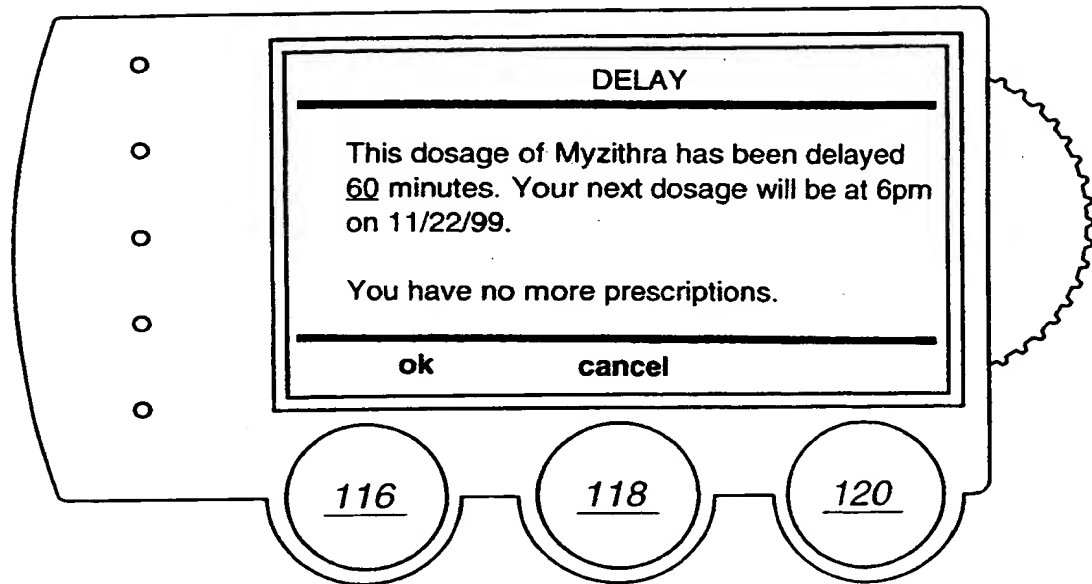 DELAY
This dosage of Myzithra has been delayed
60 minutes. Your next dosage will be at 6pm
on 11/22/99.
You have no more prescriptions.
ok cancel
116 118 120